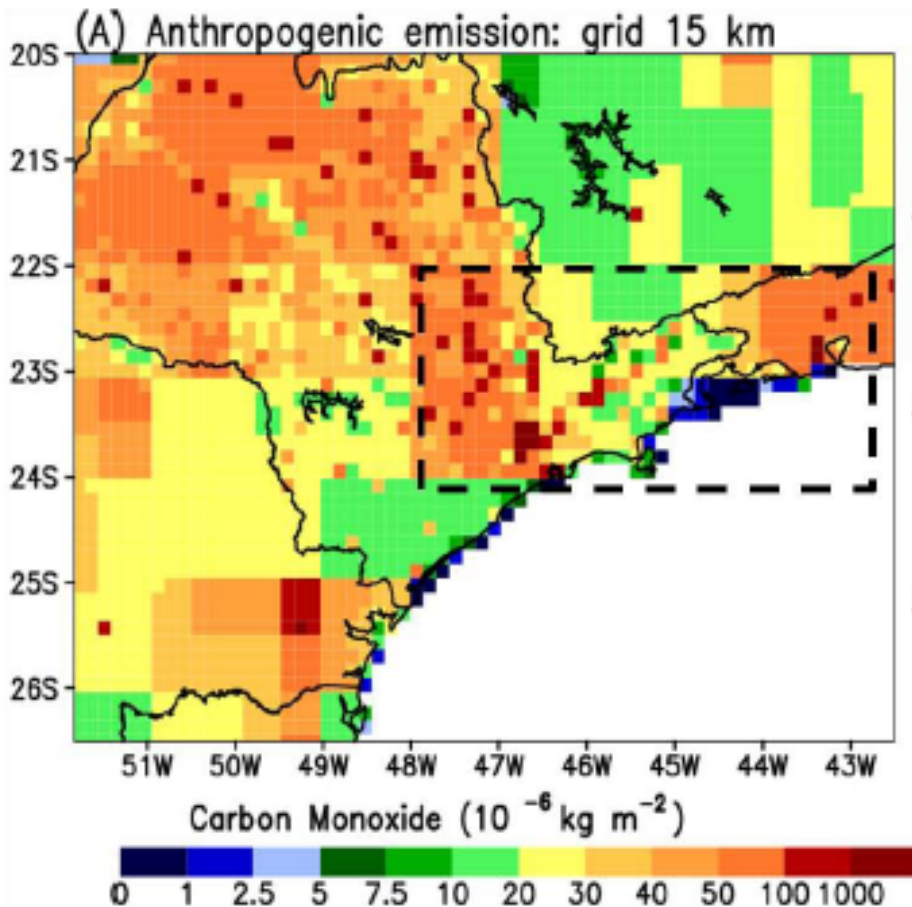 (A) Anthropogenic emission: grid 15 km
20S
21S
22S
23S
24S
25S
26S
51W 50W 49W 48W 47W 46W 45W 44W 43W
Carbon Monoxide (10 −6 kg m−2)
0 1 2.5 5 7.5 10 20 30 40 50 100 1000